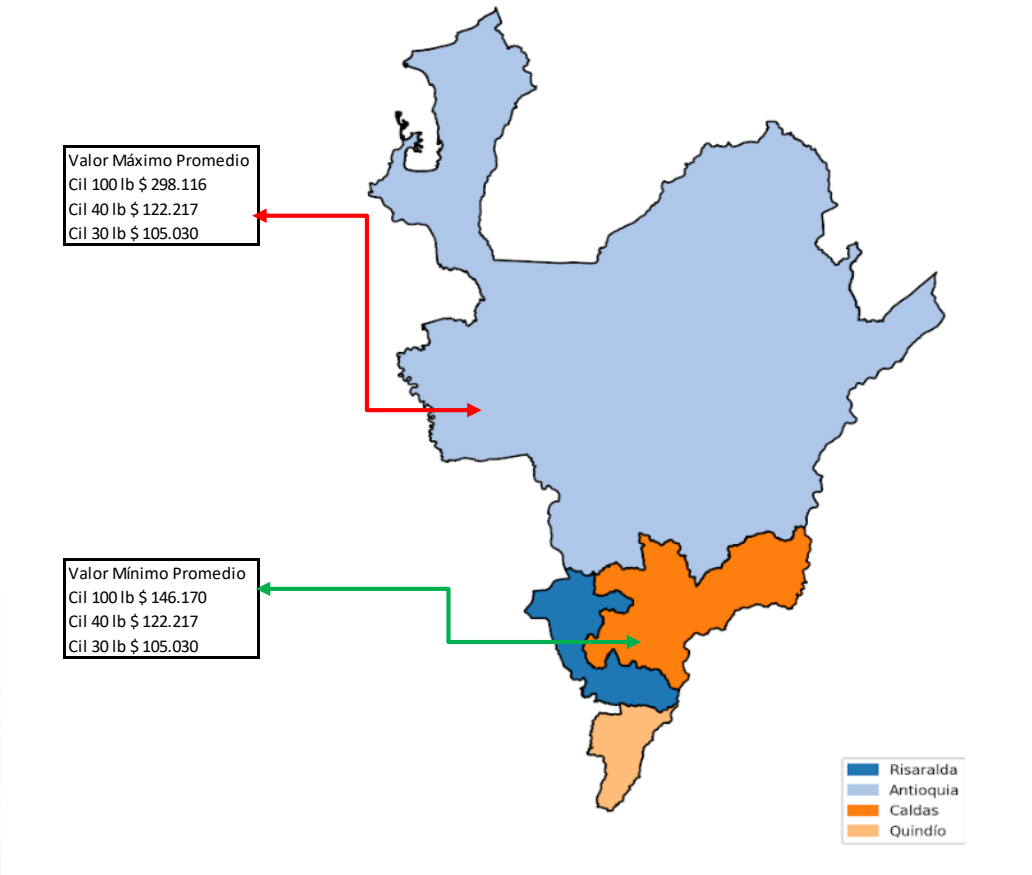 Valor Máximo Promedio
Cil 100 lb $ 298.116
Cil 40 lb $ 122.217
Cil 30 lb $ 105.030
Valor Mínimo Promedio
Cil 100 lb $ 146.170
Cil 40 lb $ 122.217
Cil 30 lb $ 105.030
Risaralda
Antioquia
Caldas
Quindío